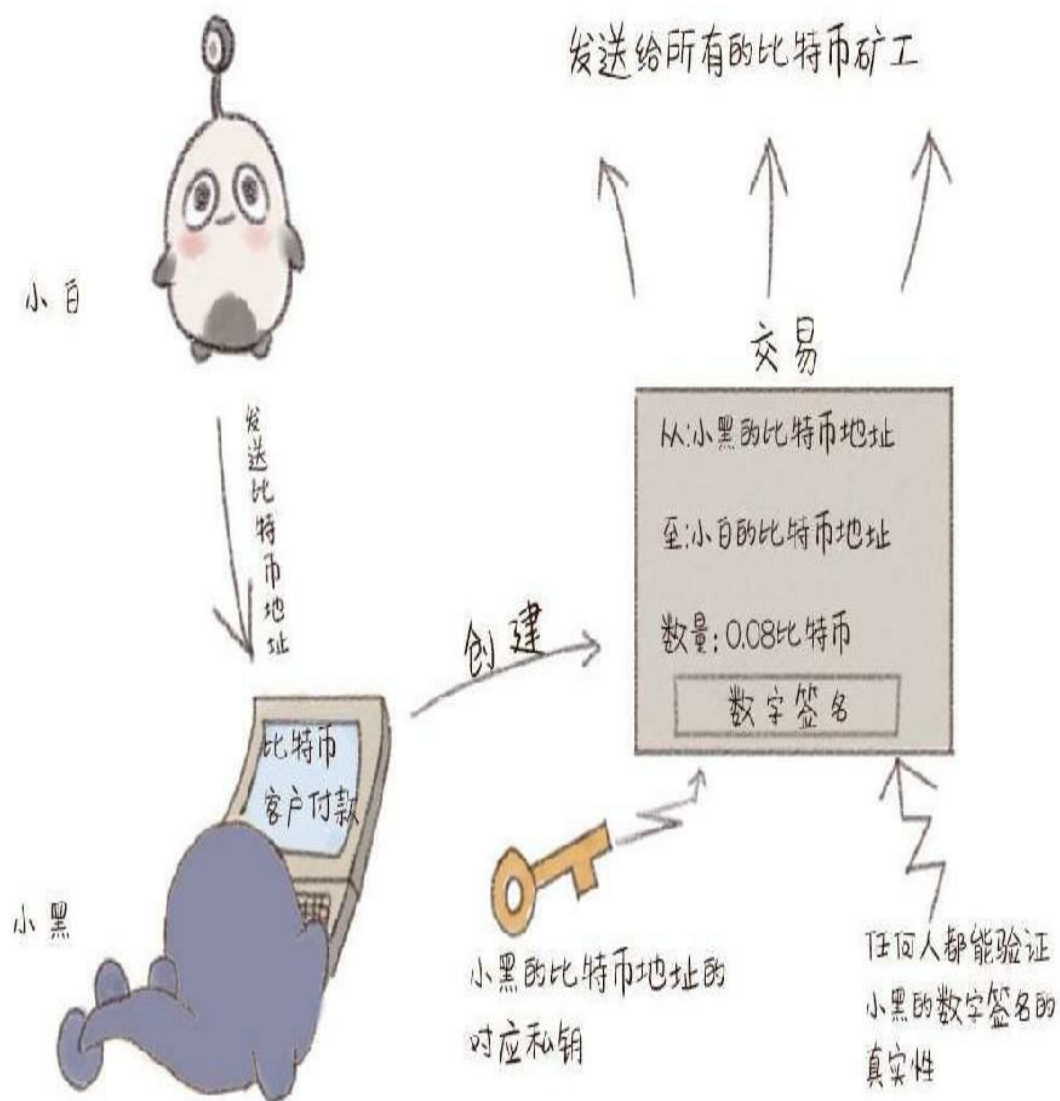 发送给所有的比特币矿工
小白
发送比特币地址
交易
从:小黑的比特币地址
至:小白的比特币地址
数量:0.08比特币
数字签名
创建
比特币
客户付款
小黑
小黑的比特币地址的
对应私钥
任何人都能验证
小黑的数字签名的
真实性